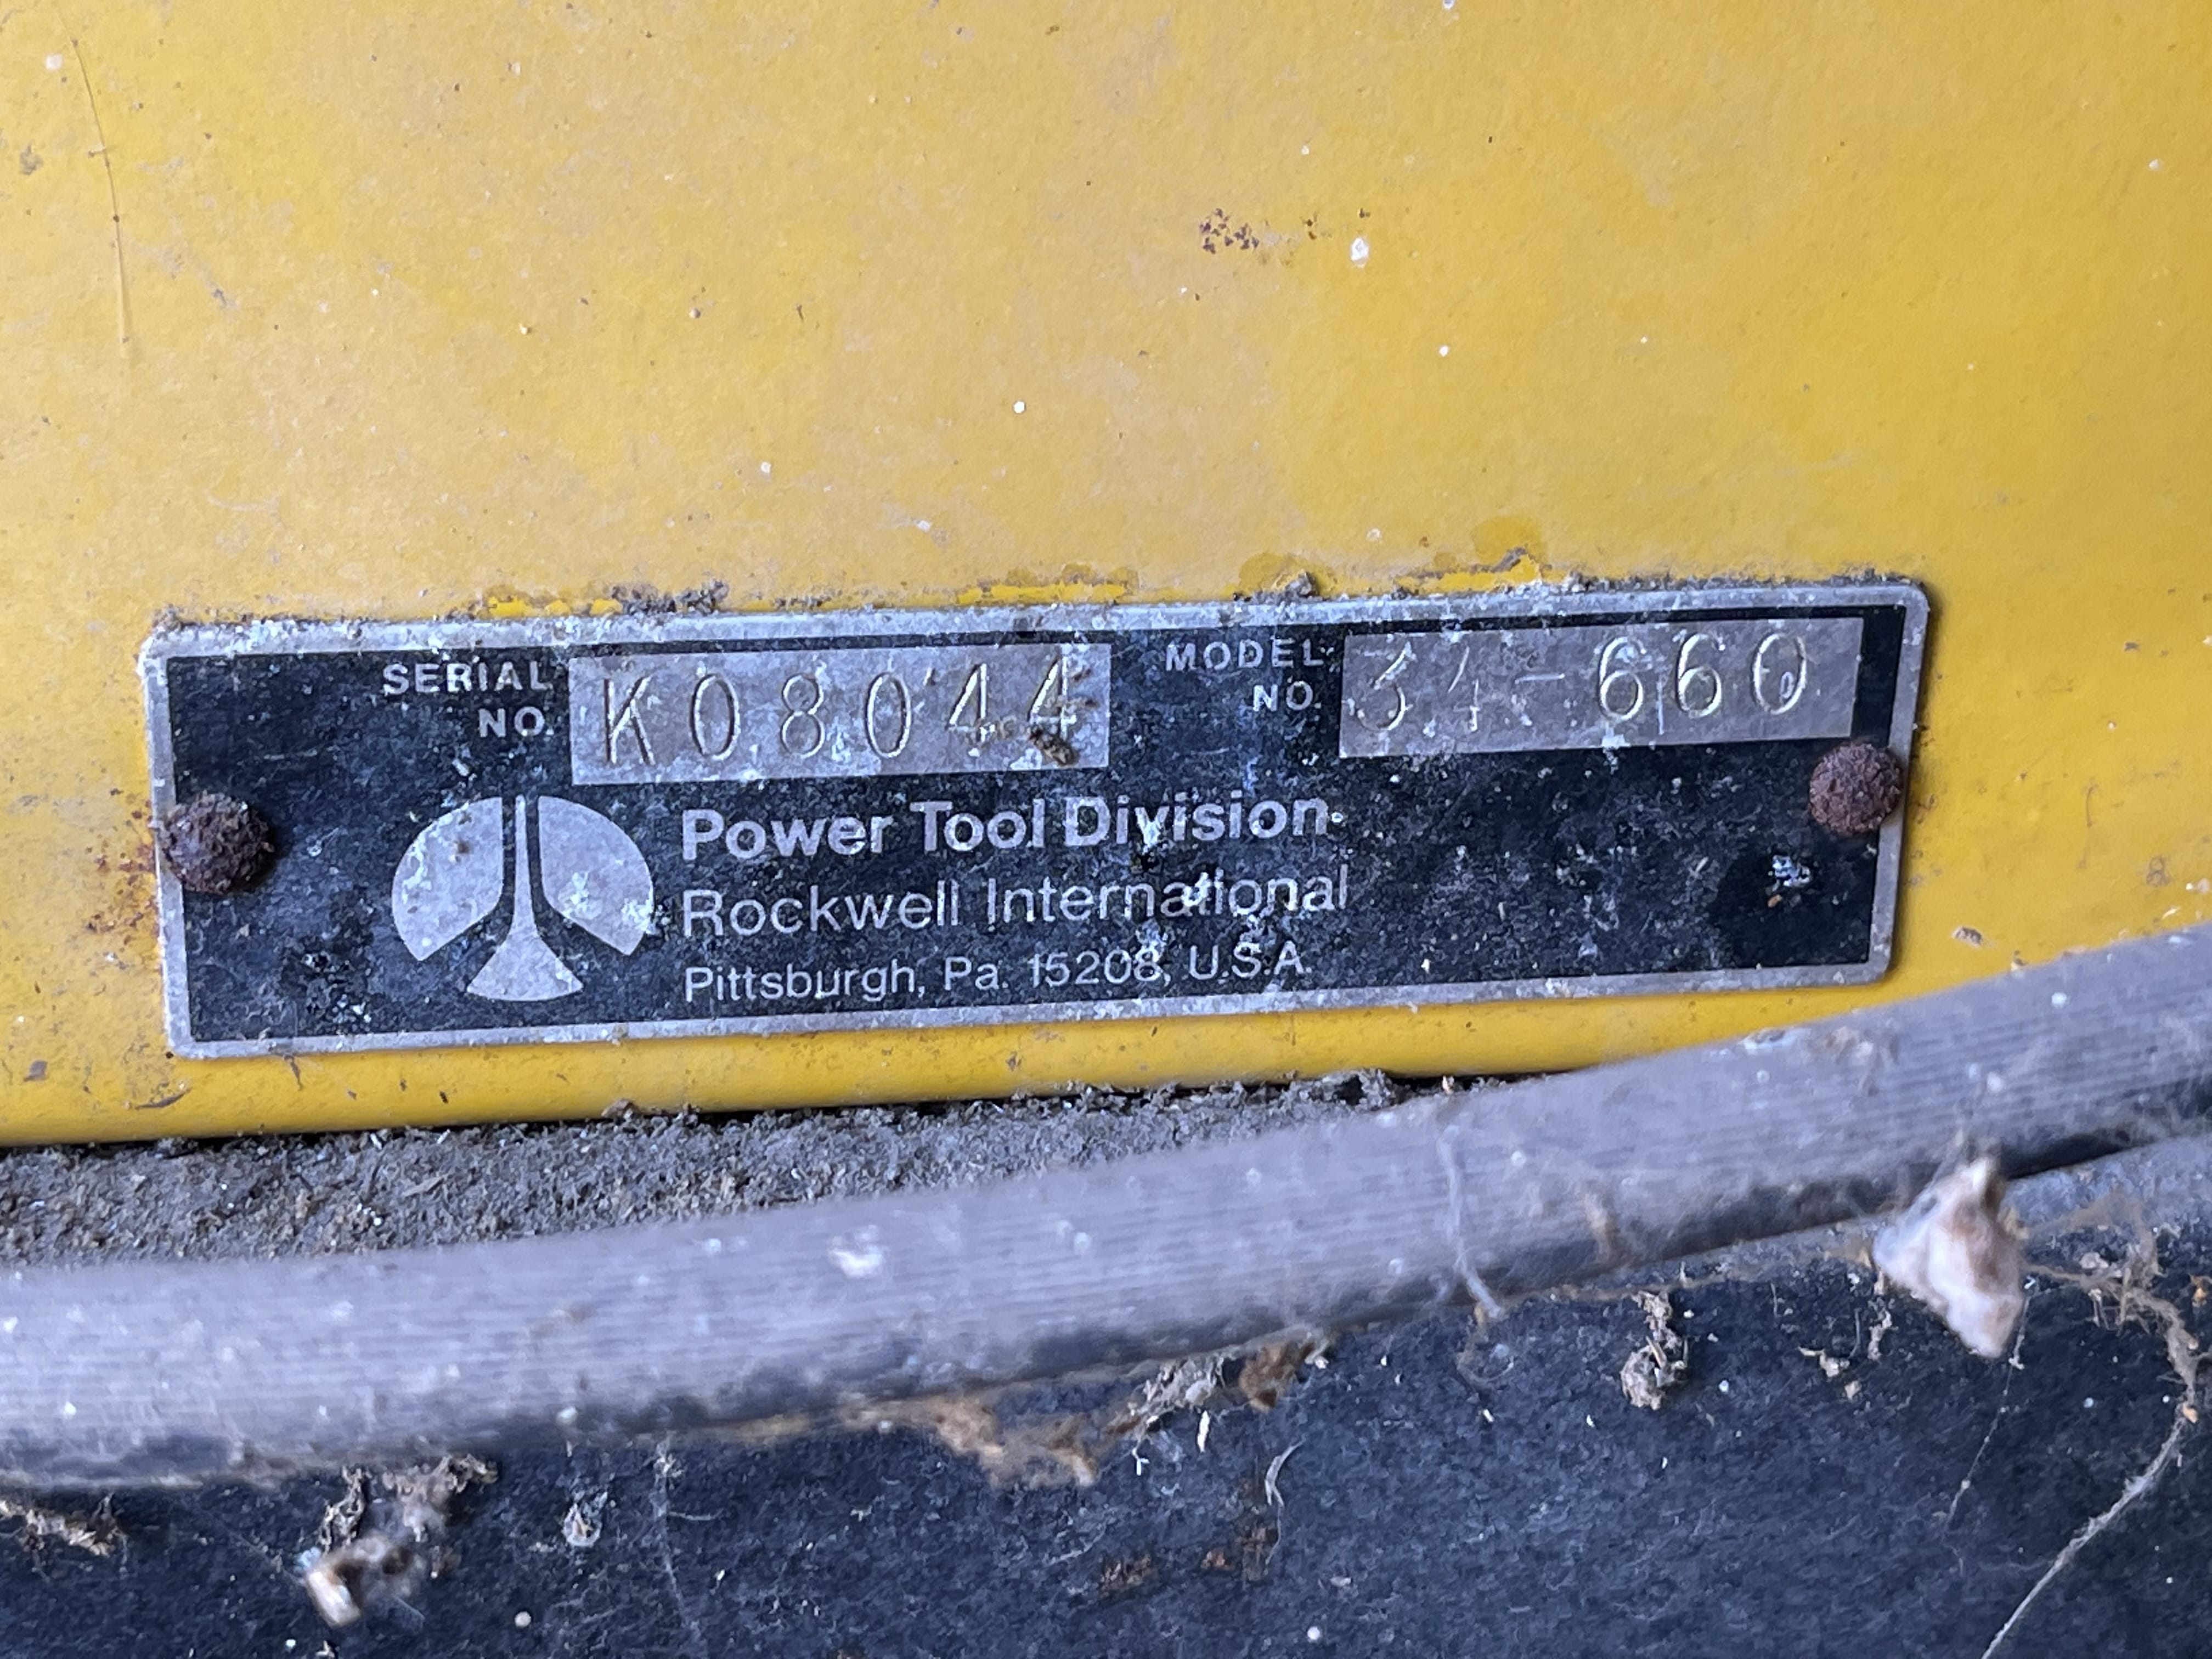 SERIAL NO. K08044 MODEL NO. 34-660
Power Tool Division
Rockwell International
Pittsburgh, Pa. 15208, U.S.A.